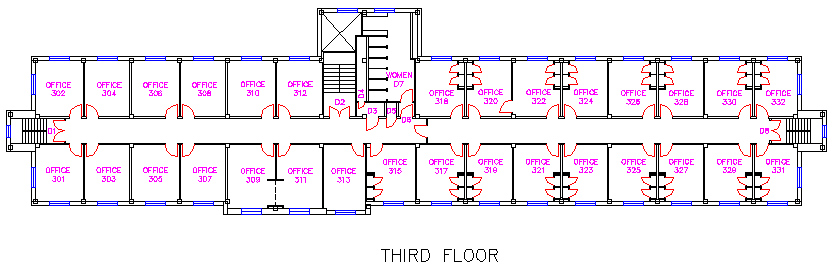 WOMEN
D7
OFFICE
302
OFFICE
304
OFFICE
306
OFFICE
308
OFFICE
310
OFFICE
312
D4
D2
D3
D5
D6
OFFICE
318
OFFICE
320
OFFICE
322
OFFICE
324
OFFICE
326
OFFICE
328
OFFICE
330
OFFICE
332
D1
D8
OFFICE
301
OFFICE
303
OFFICE
305
OFFICE
307
OFFICE
309
OFFICE
311
OFFICE
313
OFFICE
315
OFFICE
317
OFFICE
319
OFFICE
321
OFFICE
323
OFFICE
325
OFFICE
327
OFFICE
329
OFFICE
331
THIRD FLOOR